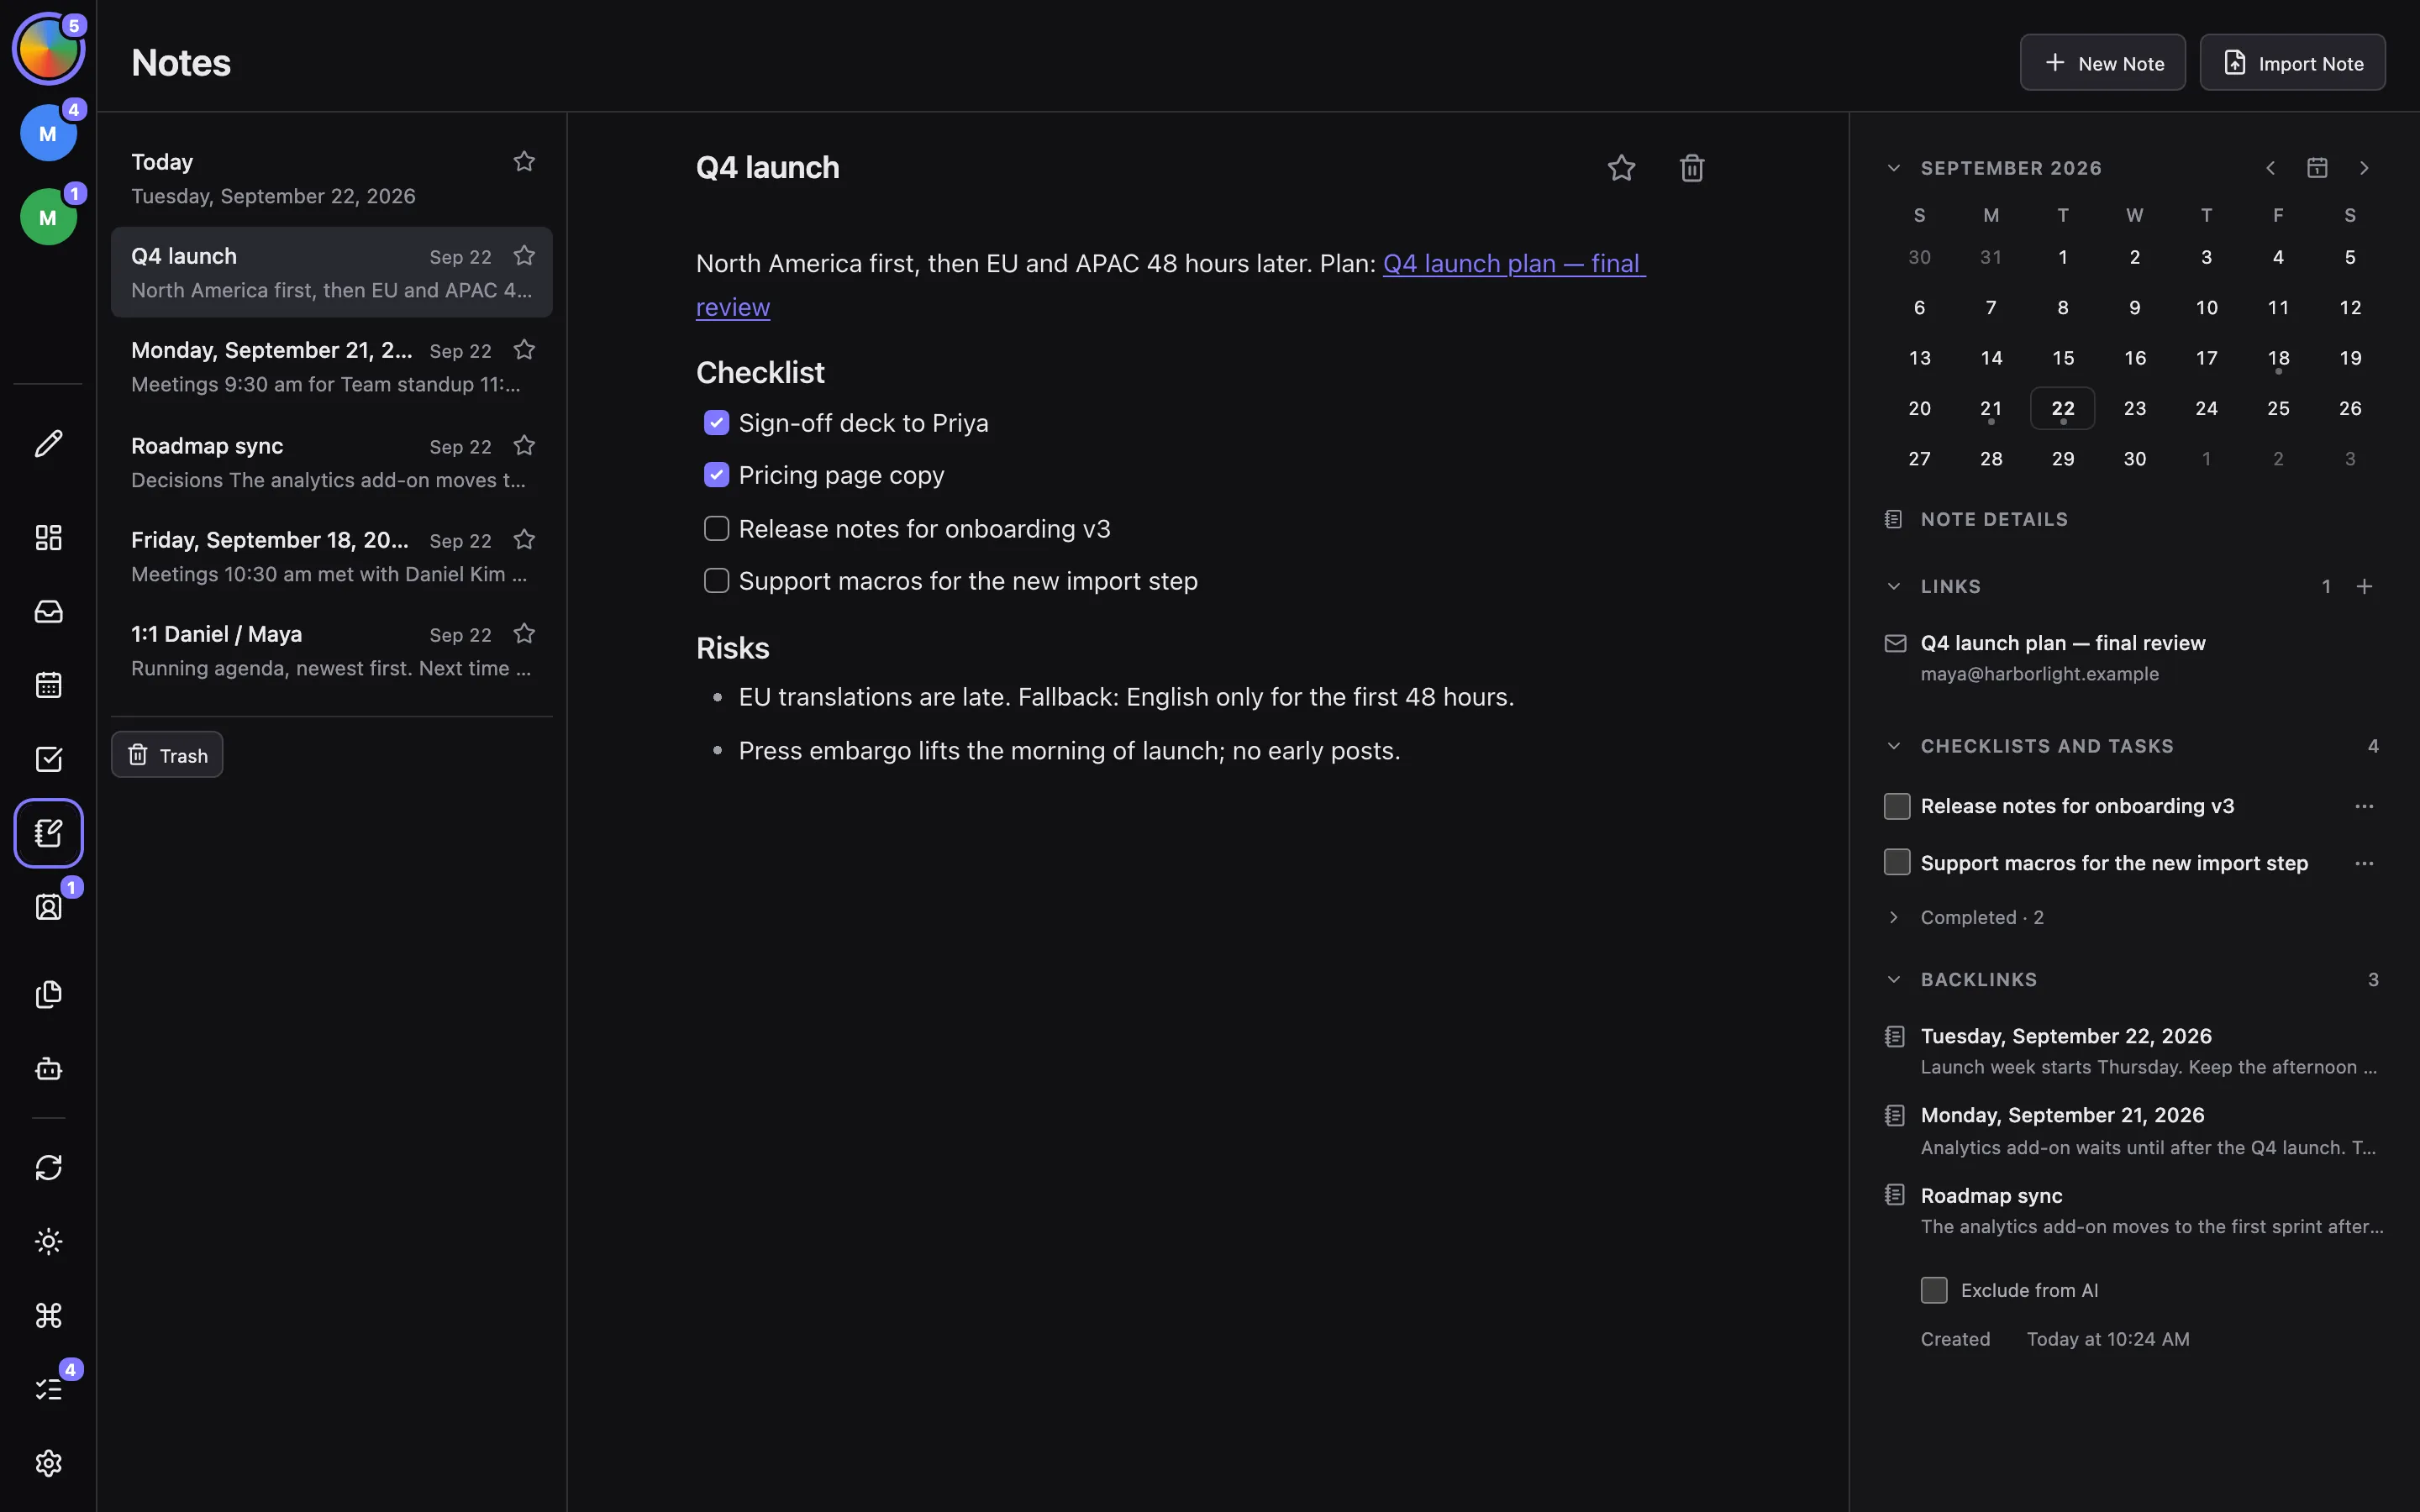 5
4
M
1
M
1
4
Notes
New Note
Import Note
Today
Tuesday, September 22, 2026
Q4 launch
Sep 22
North America first, then EU and APAC 4...
Monday, September 21, 2...
Sep 22
Meetings 9:30 am for Team standup 11:...
Roadmap sync
Sep 22
Decisions The analytics add-on moves t...
Friday, September 18, 20...
Sep 22
Meetings 10:30 am met with Daniel Kim ...
1:1 Daniel / Maya
Sep 22
Running agenda, newest first. Next time ...
Trash
Q4 launch
North America first, then EU and APAC 48 hours later. Plan: Q4 launch plan — final
review
Checklist
Sign-off deck to Priya
Pricing page copy
Release notes for onboarding v3
Support macros for the new import step
Risks
• EU translations are late. Fallback: English only for the first 48 hours.
• Press embargo lifts the morning of launch; no early posts.
SEPTEMBER 2026
S M T W T F S
30 31 1 2 3 4 5
6 7 8 9 10 11 12
13 14 15 16 17 18 19
20 21 22 23 24 25 26
27 28 29 30 1 2 3
NOTE DETAILS
LINKS 1
Q4 launch plan — final review
maya@harborlight.example
CHECKLISTS AND TASKS 4
Release notes for onboarding v3
Support macros for the new import step
Completed · 2
BACKLINKS 3
Tuesday, September 22, 2026
Launch week starts Thursday. Keep the afternoon ...
Monday, September 21, 2026
Analytics add-on waits until after the Q4 launch. T...
Roadmap sync
The analytics add-on moves to the first sprint after...
Exclude from AI
Created Today at 10:24 AM